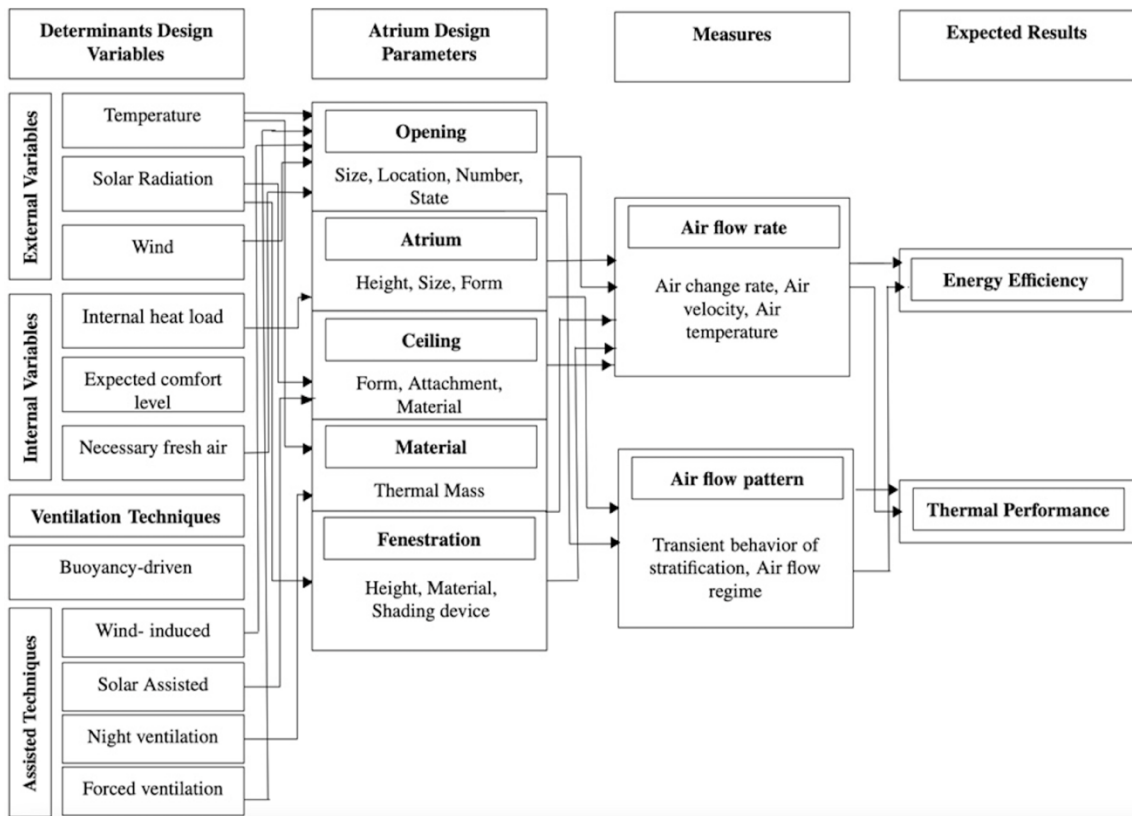 Determinants Design
Variables
Atrium Design
Parameters
Measures
Expected Results
External Variables
Temperature
Solar Radiation
Wind
Internal Variables
Internal heat load
Expected comfort
level
Necessary fresh air
Ventilation Techniques
Buoyancy-driven
Assisted Techniques
Wind- induced
Solar Assisted
Night ventilation
Forced ventilation
Opening
Size, Location, Number,
State
Atrium
Height, Size, Form
Ceiling
Form, Attachment,
Material
Material
Thermal Mass
Fenestration
Height, Material,
Shading device
Air flow rate
Air change rate, Air
velocity, Air
temperature
Air flow pattern
Transient behavior of
stratification, Air flow
regime
Energy Efficiency
Thermal Performance